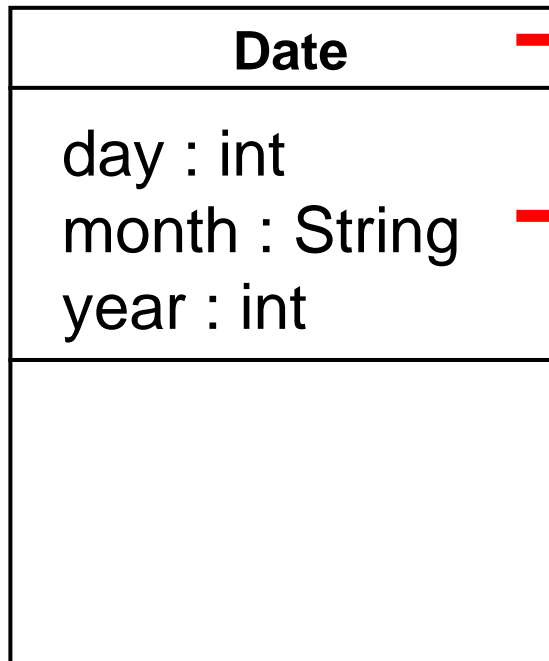 Date
day : int
month : String
year : int